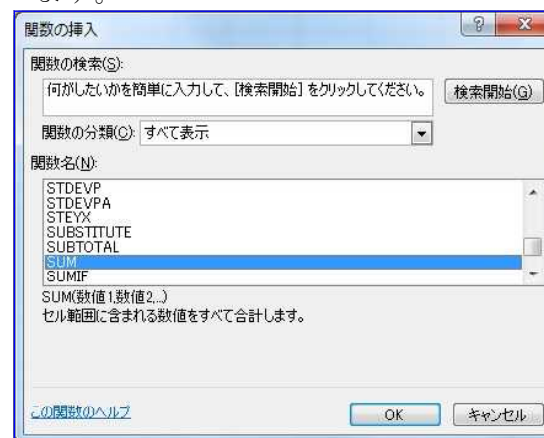 関数の挿入
関数の検索(S):
何がしたいかを簡単に入力して、[検索開始] をクリックしてください。
検索開始(G)
関数の分類(C): すべて表示
関数名(N):
STDEVP
STDEVPA
STEYX
SUBSTITUTE
SUBTOTAL
SUM
SUMIF
SUM(数値1,数値2,...)
セル範囲に含まれる数値をすべて合計します。
この関数のヘルプ
OK
キャンセル